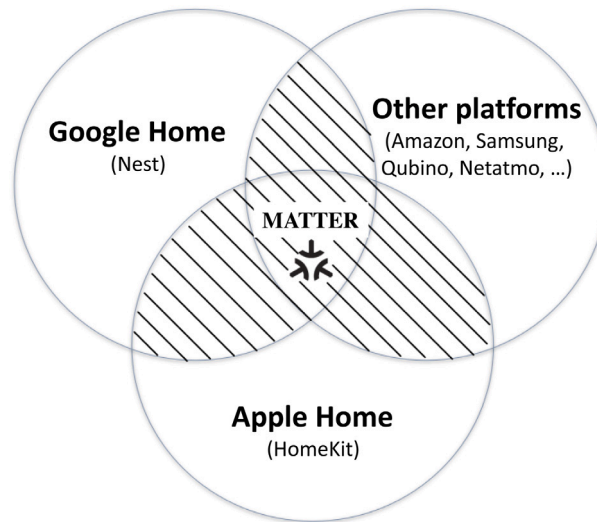 Google Home
(Nest)
Other platforms
(Amazon, Samsung,
Qubino, Netatmo, ...)
MATTER
Apple Home
(HomeKit)